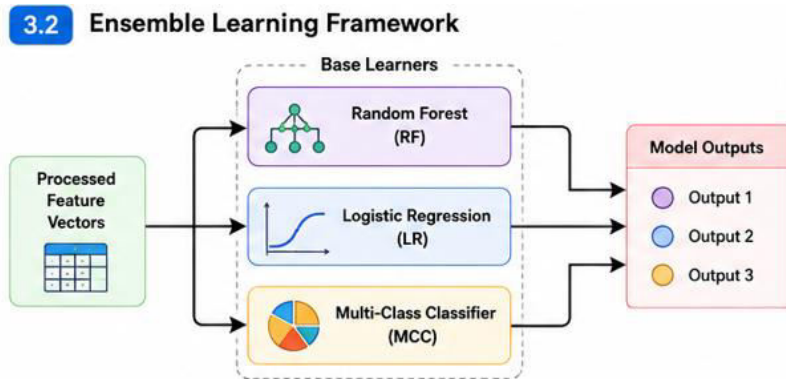 3.2 Ensemble Learning Framework
Base Learners
Processed
Feature
Vectors
Random Forest
(RF)
Logistic Regression
(LR)
Multi-Class Classifier
(MCC)
Model Outputs
Output 1
Output 2
Output 3